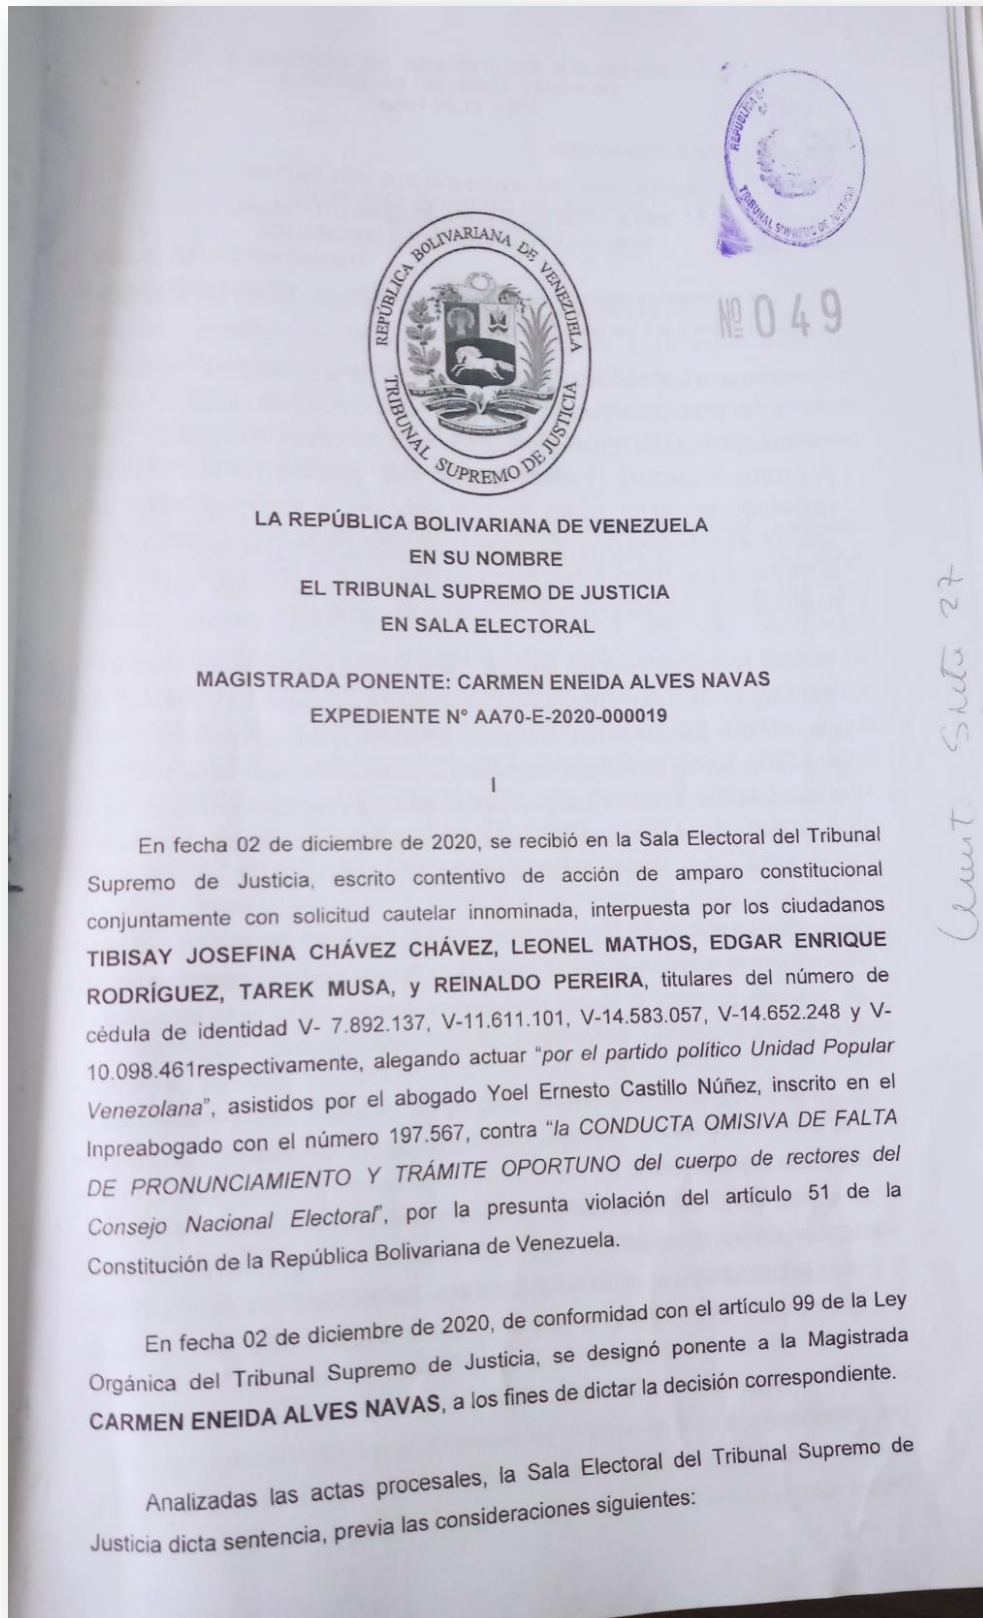 REPÚBLICA
TRIBUNAL SUPREMO DE JUSTICIA
Nº 049
REPÚBLICA BOLIVARIANA DE VENEZUELA
TRIBUNAL SUPREMO DE JUSTICIA
LA REPÚBLICA BOLIVARIANA DE VENEZUELA
EN SU NOMBRE
EL TRIBUNAL SUPREMO DE JUSTICIA
EN SALA ELECTORAL
MAGISTRADA PONENTE: CARMEN ENEIDA ALVES NAVAS
EXPEDIENTE N° AA70-E-2020-000019
I
En fecha 02 de diciembre de 2020, se recibió en la Sala Electoral del Tribunal
Supremo de Justicia, escrito contentivo de acción de amparo constitucional
conjuntamente con solicitud cautelar innominada, interpuesta por los ciudadanos
TIBISAY JOSEFINA CHÁVEZ CHÁVEZ, LEONEL MATHOS, EDGAR ENRIQUE
RODRÍGUEZ, TAREK MUSA, y REINALDO PEREIRA, titulares del número de
cédula de identidad V- 7.892.137, V-11.611.101, V-14.583.057, V-14.652.248 y V-
10.098.461respectivamente, alegando actuar “por el partido político Unidad Popular
Venezolana”, asistidos por el abogado Yoel Ernesto Castillo Núñez, inscrito en el
Inpreabogado con el número 197.567, contra “la CONDUCTA OMISIVA DE FALTA
DE PRONUNCIAMIENTO Y TRÁMITE OPORTUNO del cuerpo de rectores del
Consejo Nacional Electoral”, por la presunta violación del artículo 51 de la
Constitución de la República Bolivariana de Venezuela.
En fecha 02 de diciembre de 2020, de conformidad con el artículo 99 de la Ley
Orgánica del Tribunal Supremo de Justicia, se designó ponente a la Magistrada
CARMEN ENEIDA ALVES NAVAS, a los fines de dictar la decisión correspondiente.
Analizadas las actas procesales, la Sala Electoral del Tribunal Supremo de
Justicia dicta sentencia, previa las consideraciones siguientes:
27